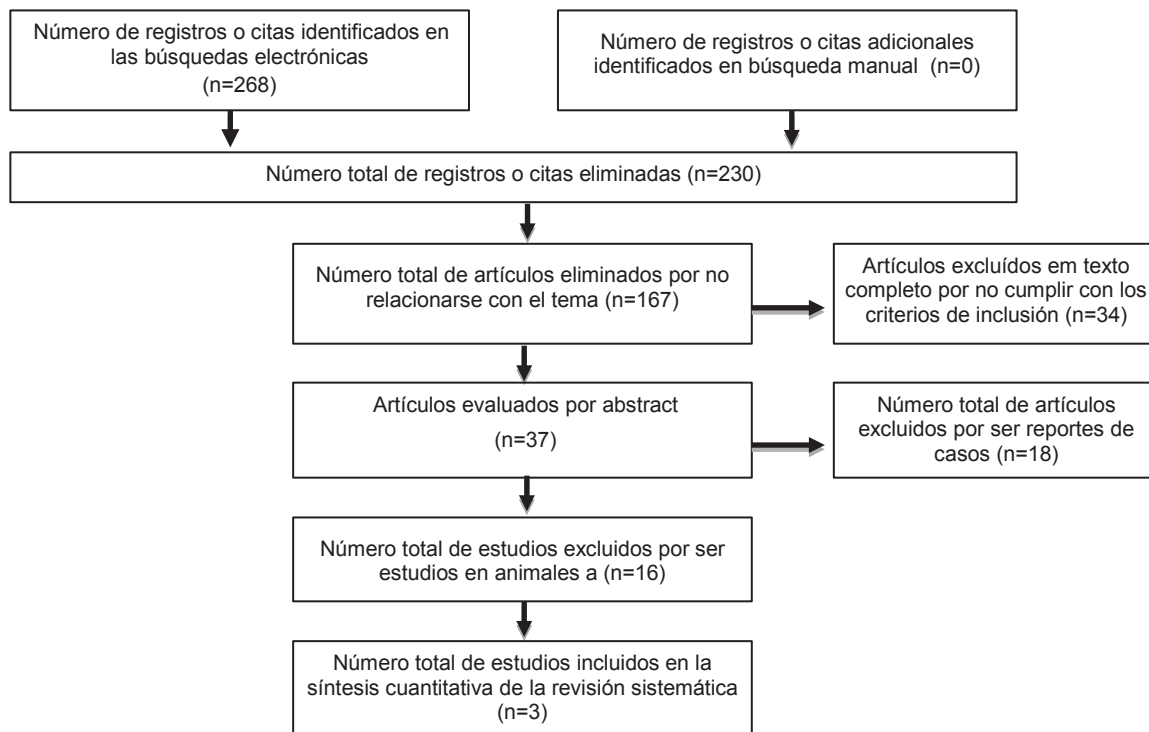 Número de registros o citas identificados en
las búsquedas electrónicas
(n=268)
Número de registros o citas adicionales
identificados en búsqueda manual (n=0)
Número total de registros o citas eliminadas (n=230)
Número total de artículos eliminados por no
relacionarse con el tema (n=167)
Artículos excluídos em texto
completo por no cumplir con los
criterios de inclusión (n=34)
Artículos evaluados por abstract
(n=37)
Número total de artículos
excluidos por ser reportes de
casos (n=18)
Número total de estudios excluidos por ser
estudios en animales a (n=16)
Número total de estudios incluidos en la
síntesis cuantitativa de la revisión sistemática
(n=3)